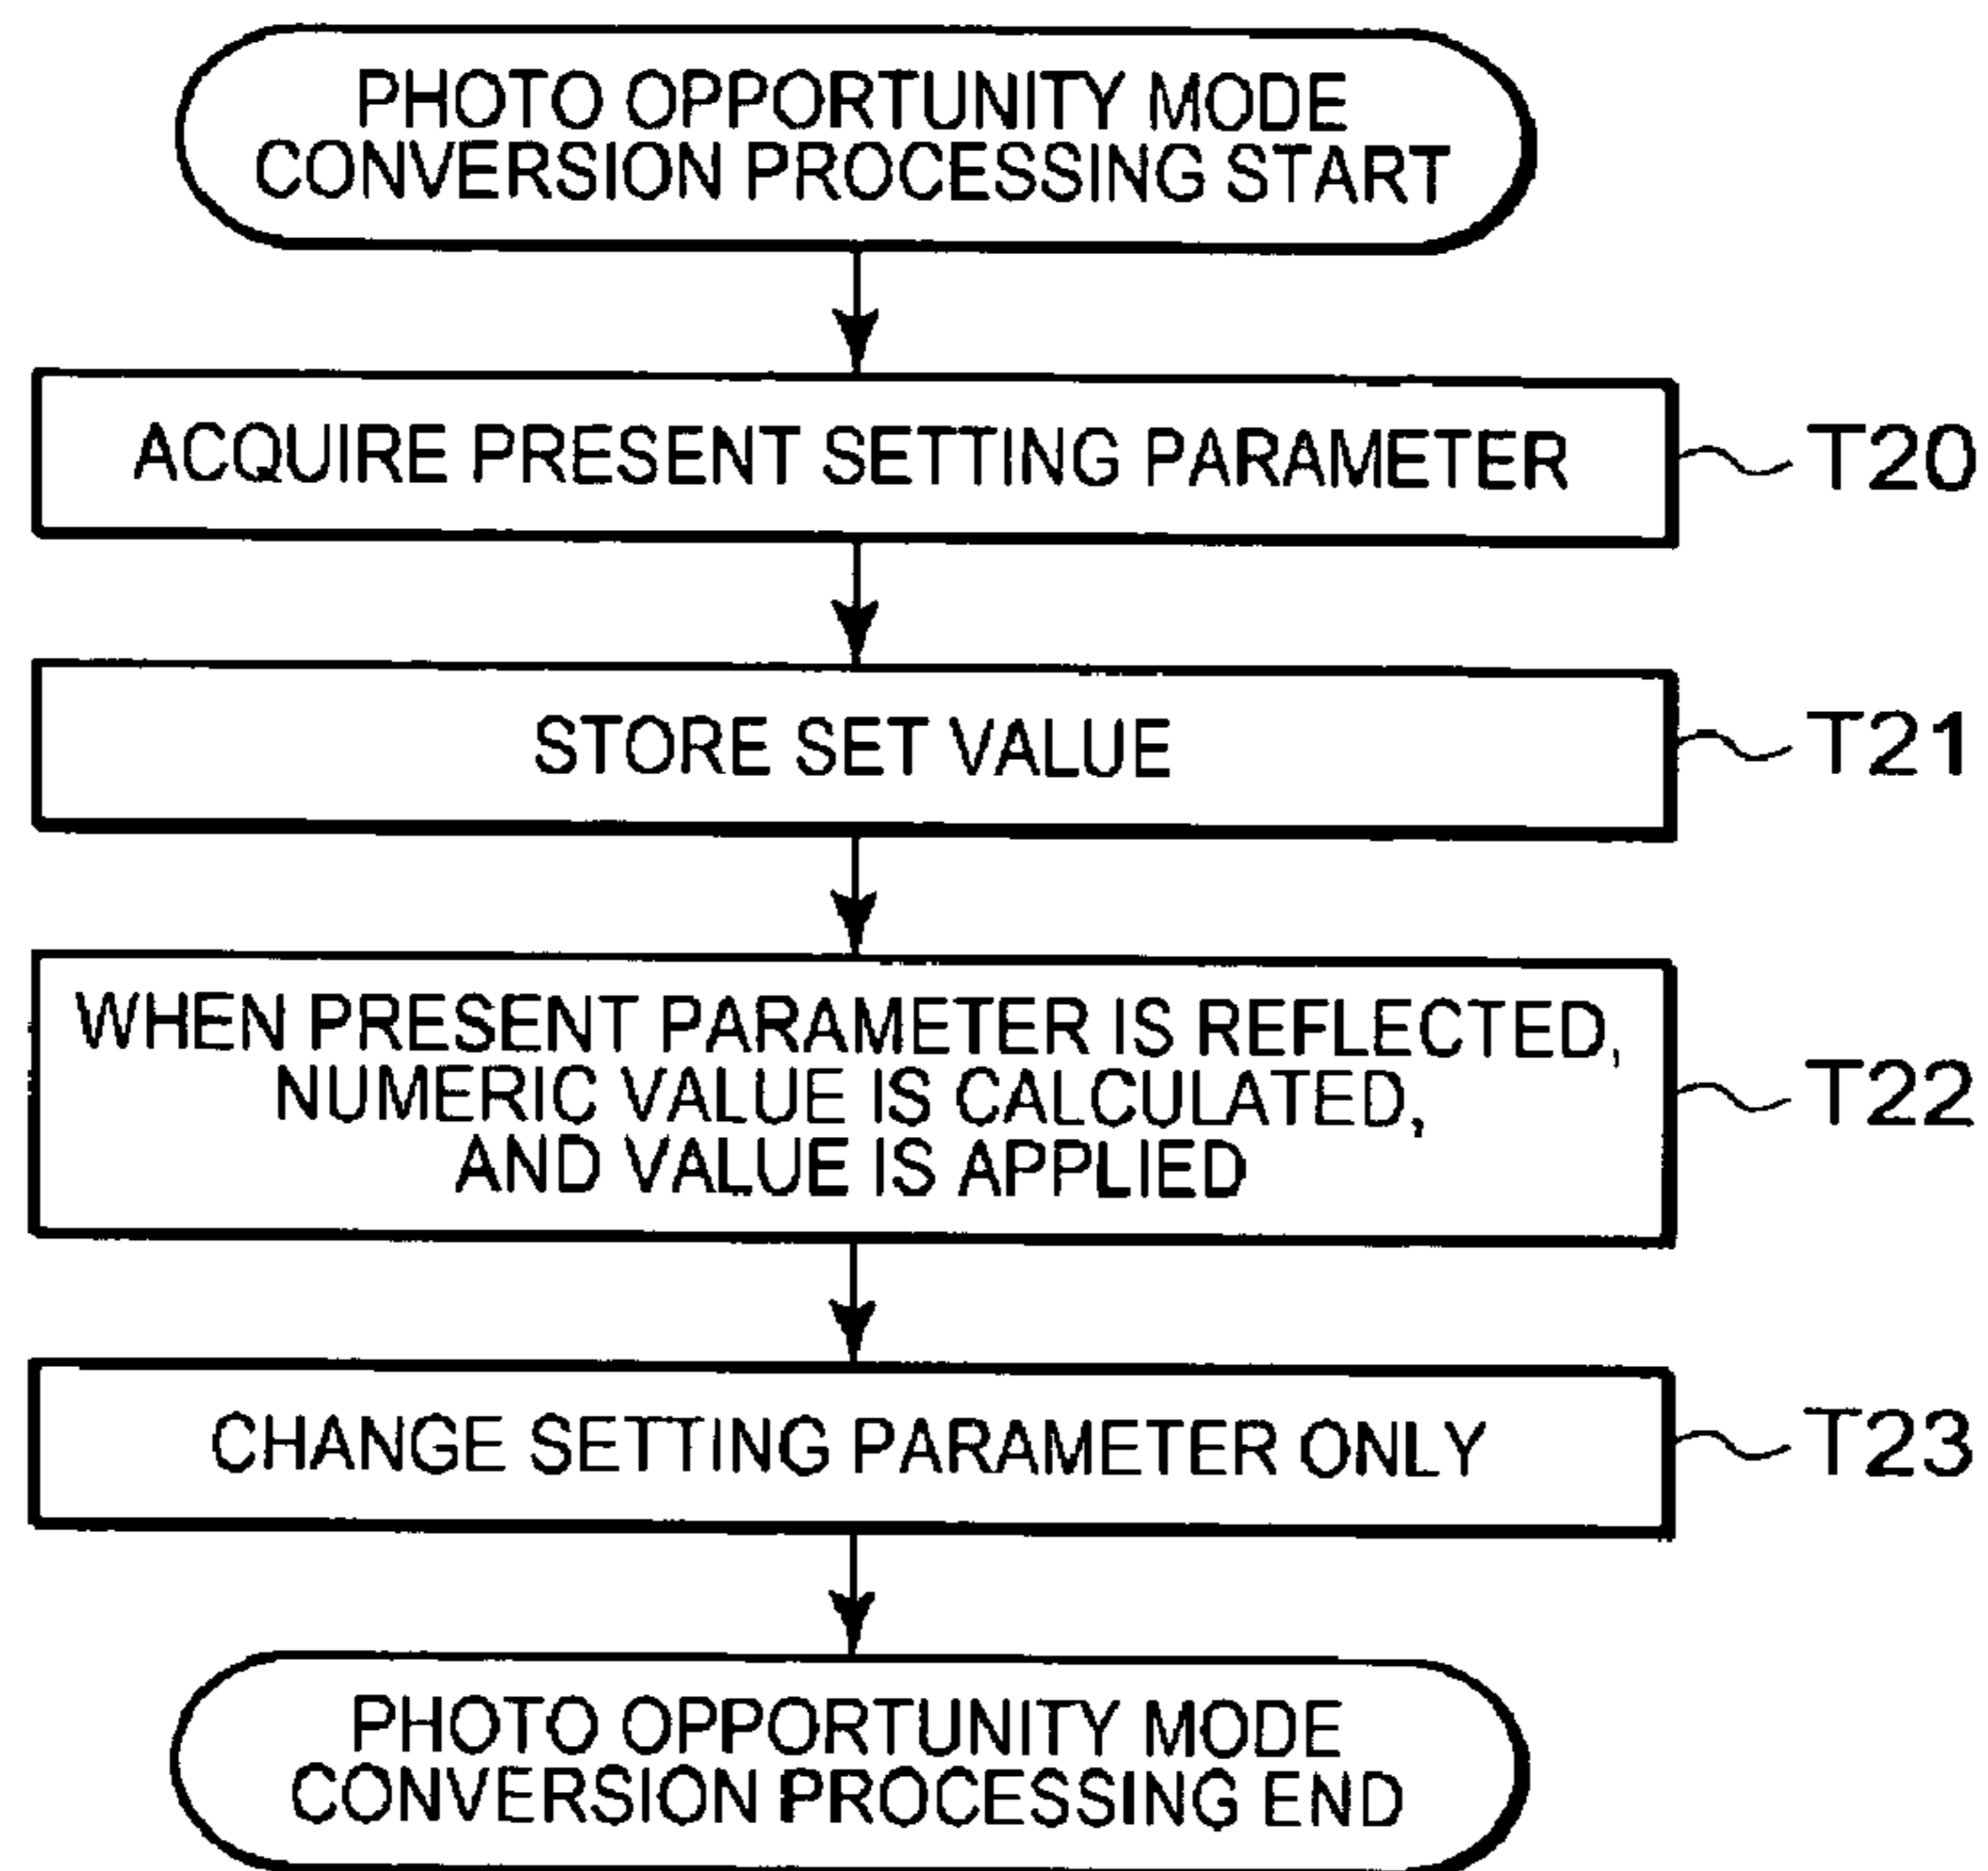 PHOTO OPPORTUNITY MODE
CONVERSION PROCESSING START
ACQUIRE PRESENT SETTING PARAMETER
T20
STORE SET VALUE
T21
WHEN PRESENT PARAMETER IS REFLECTED,
NUMERIC VALUE IS CALCULATED,
AND VALUE IS APPLIED
T22
CHANGE SETTING PARAMETER ONLY
T23
PHOTO OPPORTUNITY MODE
CONVERSION PROCESSING END